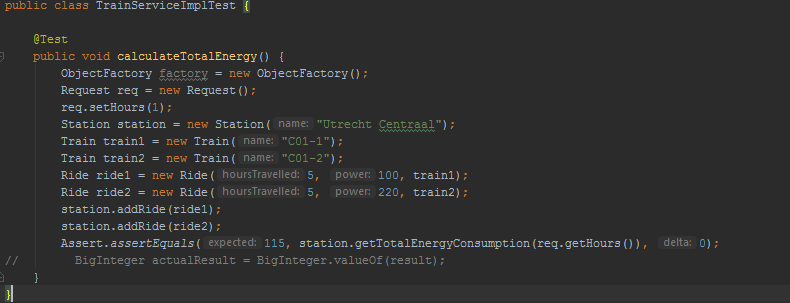 public class TrainServiceImplTest {
@Test
public void calculateTotalEnergy() {
ObjectFactory factory = new ObjectFactory();
Request req = new Request();
req.setHours(1);
Station station = new Station( name: "Utrecht Centraal");
Train train1 = new Train( name: "C01-1");
Train train2 = new Train( name: "C01-2");
Ride ride1 = new Ride( hoursTravelled: 5, power: 100, train1);
Ride ride2 = new Ride( hoursTravelled: 5, power: 220, train2);
station.addRide(ride1);
station.addRide(ride2);
Assert.assertEquals( expected: 115, station.getTotalEnergyConsumption(req.getHours()), delta: 0);
// BigInteger actualResult = BigInteger.valueOf(result);
}
}